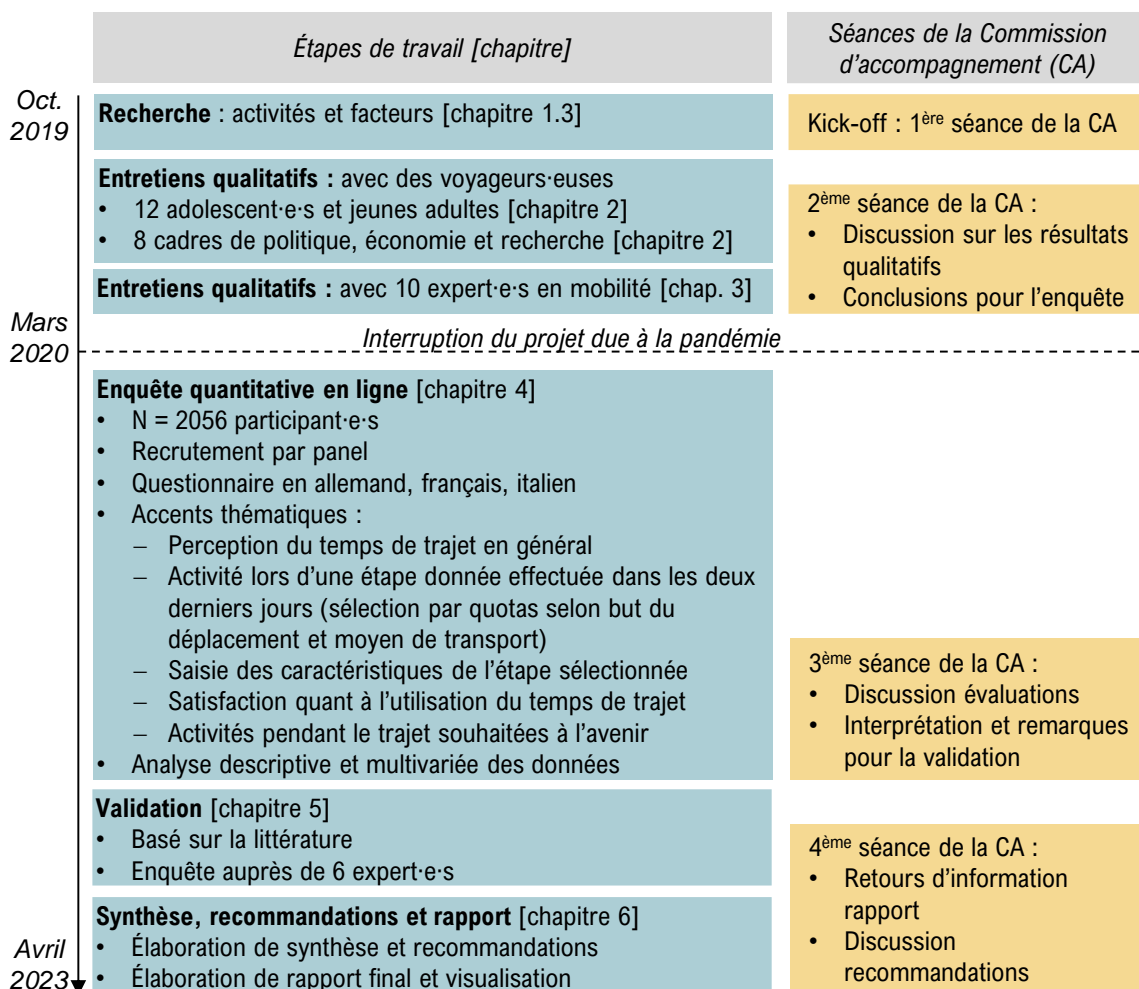 Étapes de travail [chapitre]
Séances de la Commission
d'accompagnement (CA)
Oct.
2019
Recherche : activités et facteurs [chapitre 1.3]
Kick-off : 1ère séance de la CA
Entretiens qualitatifs : avec des voyageurs·euses
• 12 adolescent·e·s et jeunes adultes [chapitre 2]
• 8 cadres de politique, économie et recherche [chapitre 2]
Entretiens qualitatifs : avec 10 expert·e·s en mobilité [chap. 3]
2ème séance de la CA :
• Discussion sur les résultats
qualitatifs
• Conclusions pour l'enquête
Mars
2020
Interruption du projet due à la pandémie
Enquête quantitative en ligne [chapitre 4]
• N = 2056 participant·e·s
• Recrutement par panel
• Questionnaire en allemand, français, italien
• Accents thématiques :
– Perception du temps de trajet en général
– Activité lors d'une étape donnée effectuée dans les deux
derniers jours (sélection par quotas selon but du
déplacement et moyen de transport)
– Saisie des caractéristiques de l'étape sélectionnée
– Satisfaction quant à l'utilisation du temps de trajet
– Activités pendant le trajet souhaitées à l'avenir
• Analyse descriptive et multivariée des données
3ème séance de la CA :
• Discussion évaluations
• Interprétation et remarques
pour la validation
Validation [chapitre 5]
• Basé sur la littérature
• Enquête auprès de 6 expert·e·s
Synthèse, recommandations et rapport [chapitre 6]
• Élaboration de synthèse et recommandations
• Élaboration de rapport final et visualisation
4ème séance de la CA :
• Retours d'information
rapport
• Discussion
recommandations
Avril
2023